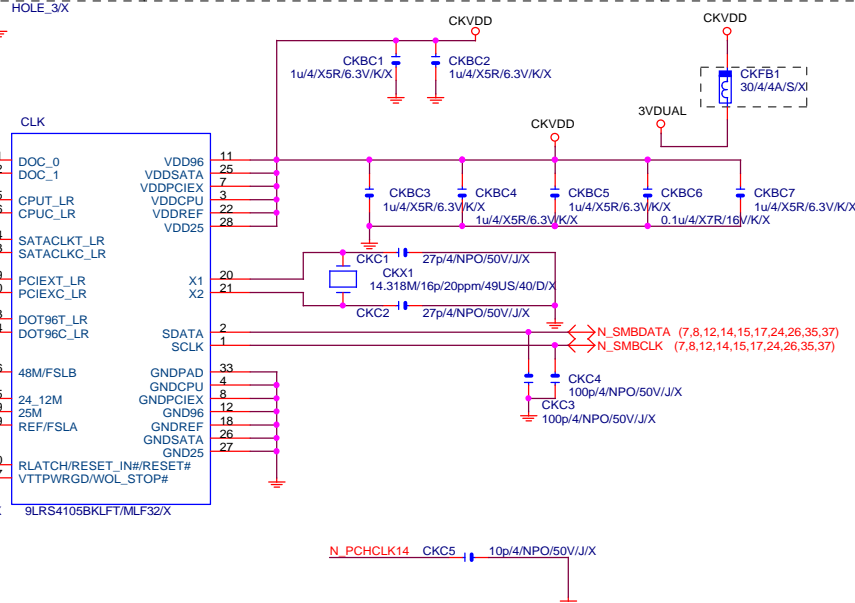 HOLE_3/X
CKVDD
CKVDD
CKBC1
1u/4/X5R/6.3V/K/X
CKBC2
1u/4/X5R/6.3V/K/X
CKFB1
30/4/4A/S/X
3VDUAL
CLK
CKVDD
DOC_0
DOC_1
CPUT_LR
CPUC_LR
SATACLKT_LR
SATACLKC_LR
PCIEXT_LR
PCIEXC_LR
DOT96T_LR
DOT96C_LR
48M/FSLB
24_12M
25M
REF/FSLA
RLATCH/RESET_IN#/RESET#
VTTPWRGD/WOL_STOP#
VDD96 11
VDDSATA 25
VDDPCIEX 7
VDDCPU 3
VDDREF 22
VDD25 28
X1 20
X2 21
SDATA 2
SCLK 1
GNDPAD 33
GNDCPU 4
GNDPCIEX 8
GND96 12
GNDREF 18
GNDSATA 26
GND25 27
9LRS4105BKLFT/MLF32/X
CKBC3
1u/4/X5R/6.3V/K/X
CKBC4
1u/4/X5R/6.3V/K/X
CKBC5
1u/4/X5R/6.3V/K/X
CKBC6
0.1u/4/X7R/16V/K/X
CKBC7
1u/4/X5R/6.3V/K/X
CKC1 27p/4/NPO/50V/J/X
CKX1
14.318M/16p/20ppm/49US/40/D/X
CKC2 27p/4/NPO/50V/J/X
N_SMBDATA (7,8,12,14,15,17,24,26,35,37)
N_SMBCLK (7,8,12,14,15,17,24,26,35,37)
CKC4
100p/4/NPO/50V/J/X
CKC3
100p/4/NPO/50V/J/X
N_PCHCLK14 CKC5 10p/4/NPO/50V/J/X